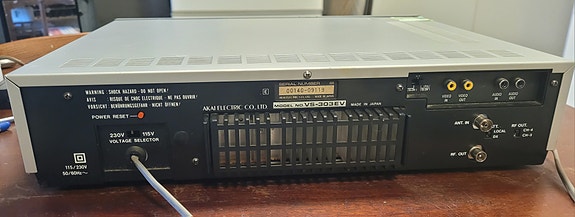 WARNING : SHOCK HAZARD - DO NOT OPEN !
AVIS : RISQUE DE CHOC ELECTRIQUE - NE PAS OUVRIR !
VORSICHT BERÜHRUNGSGEFAHR - NICHT ÖFFNEN !
POWER RESET
230V 115V
VOLTAGE SELECTOR
115/230V
50/60Hz
SERIAL NUMBER
00140-09113
AKAI ELECTRIC CO., LTD.
MODEL NO. VS-303EV
MADE IN JAPAN
VIDEO IN
VIDEO OUT
AUDIO IN
AUDIO OUT
ANT. IN
ATT.
LOCAL
RF OUT
CH-4
RF OUT